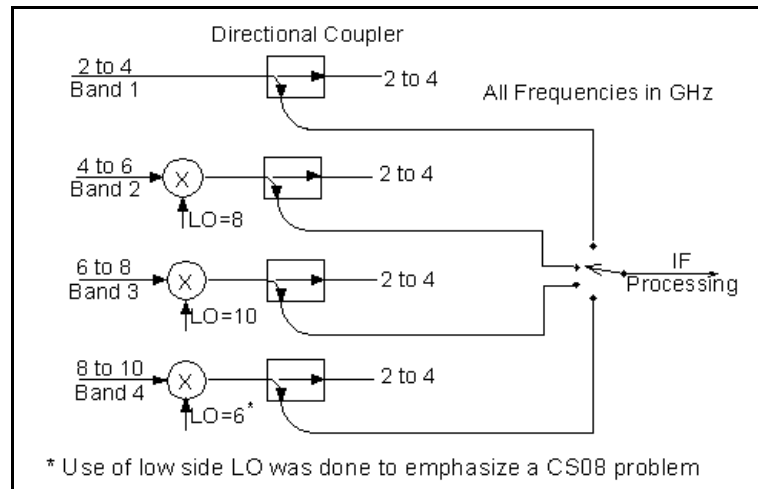 Directional Coupler
2 to 4
Band 1
2 to 4
All Frequencies in GHz
4 to 6
Band 2
X
LO=8
2 to 4
6 to 8
Band 3
X
LO=10
2 to 4
IF
Processing
8 to 10
Band 4
X
LO=6*
2 to 4
* Use of low side LO was done to emphasize a CS08 problem